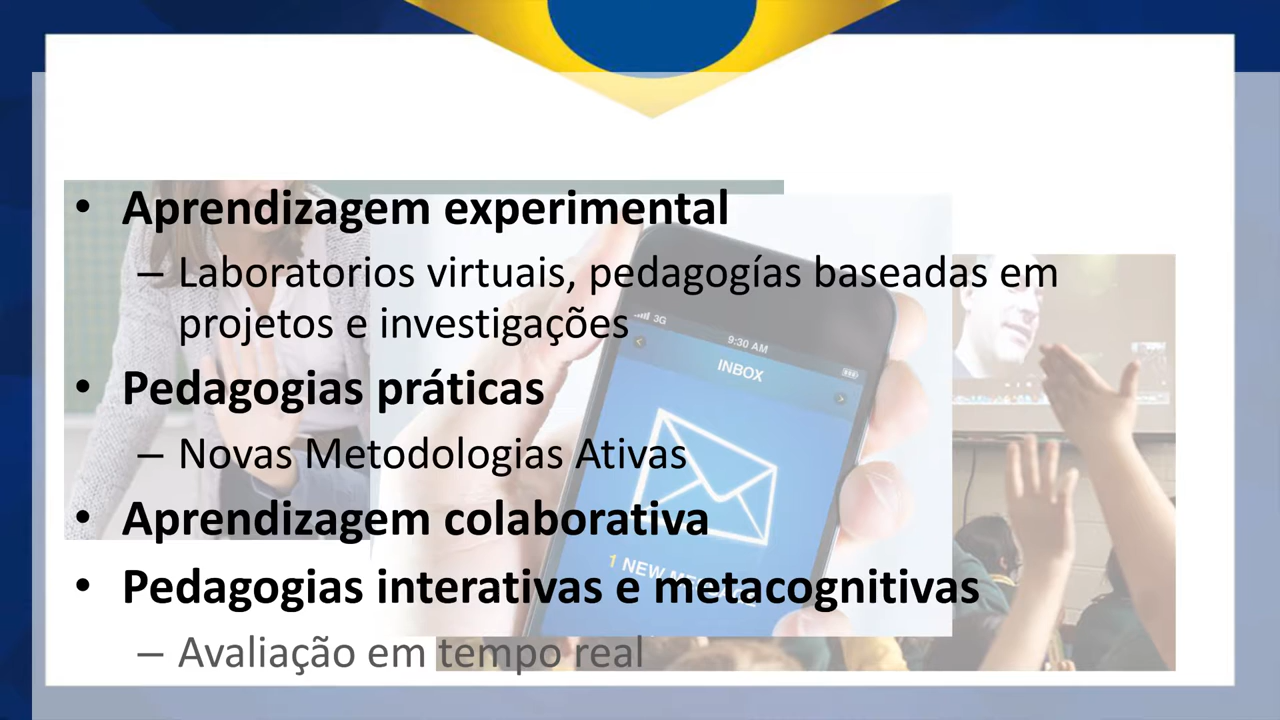 • Aprendizagem experimental
– Laboratorios virtuais, pedagogías baseadas em
projetos e investigações
3G
9:30 AM
INBOX
• Pedagogias práticas
– Novas Metodologias Ativas
• Aprendizagem colaborativa
1 NEW MESSAGE
• Pedagogias interativas e metacognitivas
– Avaliação em tempo real